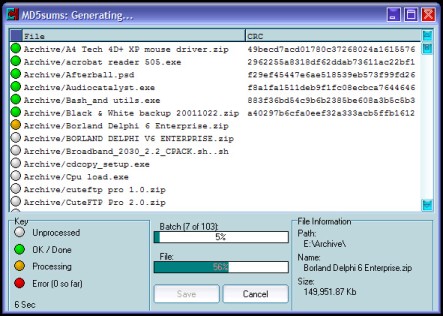 MD5sums: Generating...
File CRC
Archive/A4 Tech 4D+ XP mouse driver.zip 49becd7acd01780c37268024a1615576
Archive/acrobat reader 505.exe 2962255a8318df62ddab73611ac22bf1
Archive/Afterball.psd f29ef45447e6ae518539eb573f99fd26
Archive/Audiocatalyst.exe f8a1fa1511deb9f1fc08ecbca7644646
Archive/Bash_and utils.exe 883f36bd54c9b6b2385be608a3b5c5b3
Archive/Black & White backup 20011022.zip a40297b6cfa0eef32a333acb5ffb1612
Archive/Borland Delphi 6 Enterprise.zip
Archive/BORLAND DELPHI V6 ENTERPRISE.zip
Archive/Broadband_2030_2.2_CPACK.sh..sh
Archive/cdcopy_setup.exe
Archive/Cpu load.exe
Archive/cuteftp pro 1.0.zip
Archive/CuteFTP Pro 2.0.zip
Key
Unprocessed
OK / Done
Processing
Error (0 so far)
6 Sec
Batch (7 of 103):
5%
File:
56%
Save Cancel
File Information
Path:
E:\Archive\
Name:
Borland Delphi 6 Enterprise.zip
Size:
149,951.87 Kb